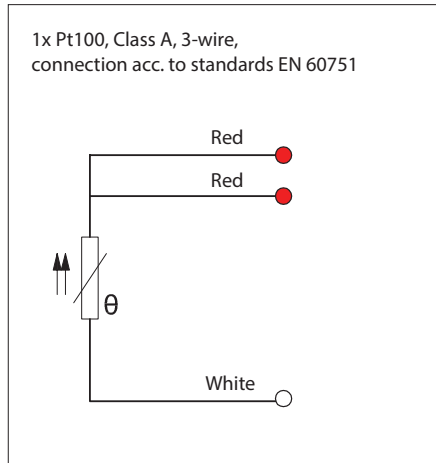 1x Pt100, Class A, 3-wire,
connection acc. to standards EN 60751
Red
Red
θ
White